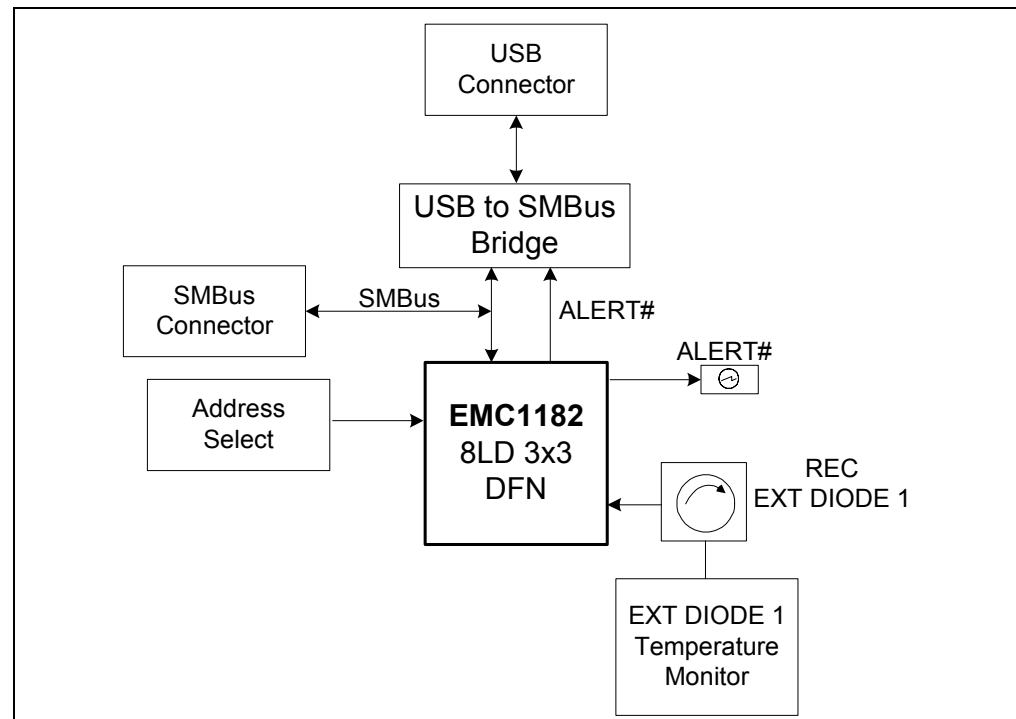 USB
Connector
USB to SMBus
Bridge
SMBus
Connector
SMBus
ALERT#
ALERT#
Address
Select
EMC1182
8LD 3x3
DFN
REC
EXT DIODE 1
EXT DIODE 1
Temperature
Monitor